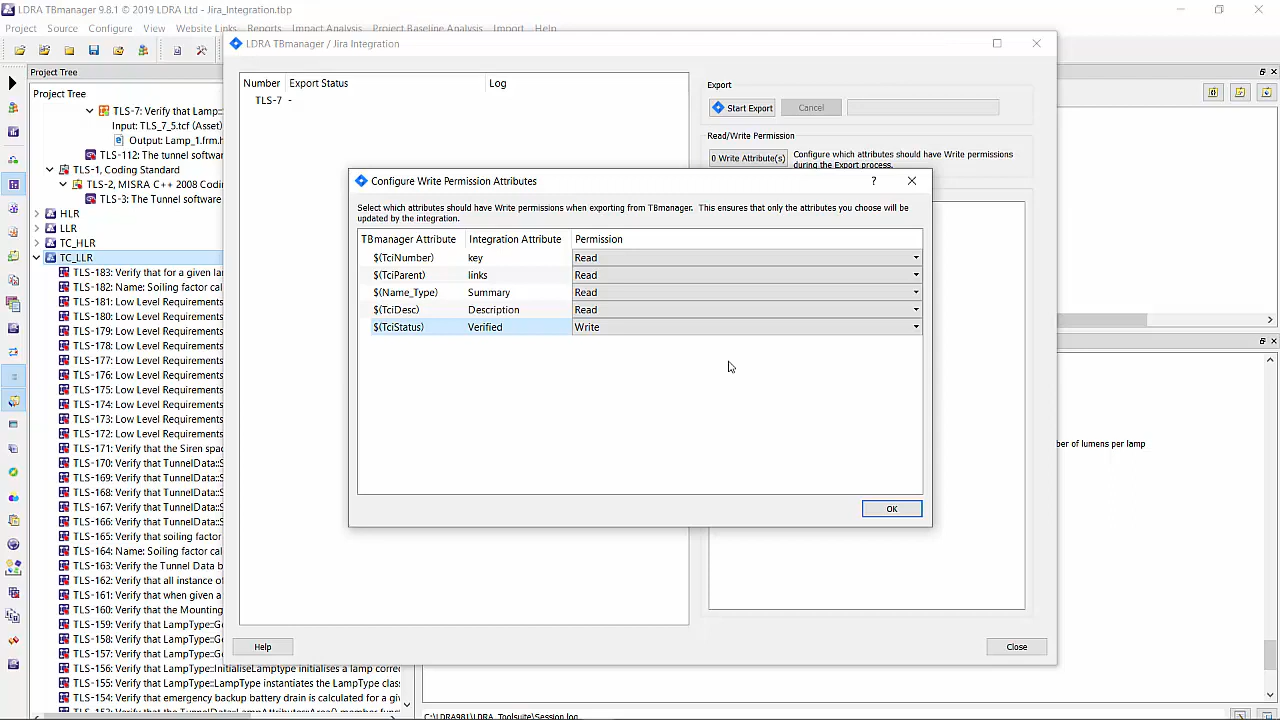 LDRA TBmanager 9.8.1 © 2019 LDRA Ltd - Jira_Integration.tbp
Project Source Configure View Website Links Reports Impact Analysis Project Baseline Analysis Import Help
LDRA TBmanager / Jira Integration
Project Tree
Project Tree
TLS-7: Verify that Lamp::
Input: TLS_7_5.tcf (Asset)
Output: Lamp_1.frm.h
TLS-112: The tunnel softwa
TLS-1, Coding Standard
TLS-2, MISRA C++ 2008 Codin
TLS-3: The Tunnel software
HLR
LLR
TC_HLR
TC_LLR
TLS-183: Verify that for a given la
TLS-182: Name: Soiling factor cal
TLS-181: Low Level Requirements
TLS-180: Low Level Requirements
TLS-179: Low Level Requirements
TLS-178: Low Level Requirements
TLS-177: Low Level Requirements
TLS-176: Low Level Requirements
TLS-175: Low Level Requirements
TLS-174: Low Level Requirements
TLS-173: Low Level Requirements
TLS-172: Low Level Requirements
TLS-171: Verify that the Siren spac
TLS-170: Verify that TunnelData::S
TLS-169: Verify that TunnelData::S
TLS-168: Verify that TunnelData::S
TLS-167: Verify that TunnelData::S
TLS-166: Verify that TunnelData::S
TLS-165: Verify that soiling factor
TLS-164: Name: Soiling factor cal
TLS-163: Verify the Tunnel Data b
TLS-162: Verify that all instance of
TLS-161: Verify that when given a
TLS-160: Verify that the Mounting
TLS-159: Verify that LampType::Ge
TLS-158: Verify that LampType::Ge
TLS-157: Verify that LampType::Ge
TLS-156: Verify that LampType::InitialiseLamptype initialises a lamp corre
TLS-155: Verify that LampType::LampType instantiates the LampType clas
TLS-154: Verify that emergency backup battery drain is calculated for a giv
Number Export Status Log
TLS-7 -
Export
Start Export Cancel
Read/Write Permission
0 Write Attribute(s) Configure which attributes should have Write permissions
during the Export process.
Configure Write Permission Attributes
?
Select which attributes should have Write permissions when exporting from TBmanager. This ensures that only the attributes you choose will be
updated by the integration.
TBmanager Attribute Integration Attribute Permission
$(TciNumber) key Read
$(TciParent) links Read
$(Name_Type) Summary Read
$(TciDesc) Description Read
$(TciStatus) Verified Write
OK
ber of lumens per lamp
Help
Close
C:\LDRA981\LDRA_Toolsuite\Session.log